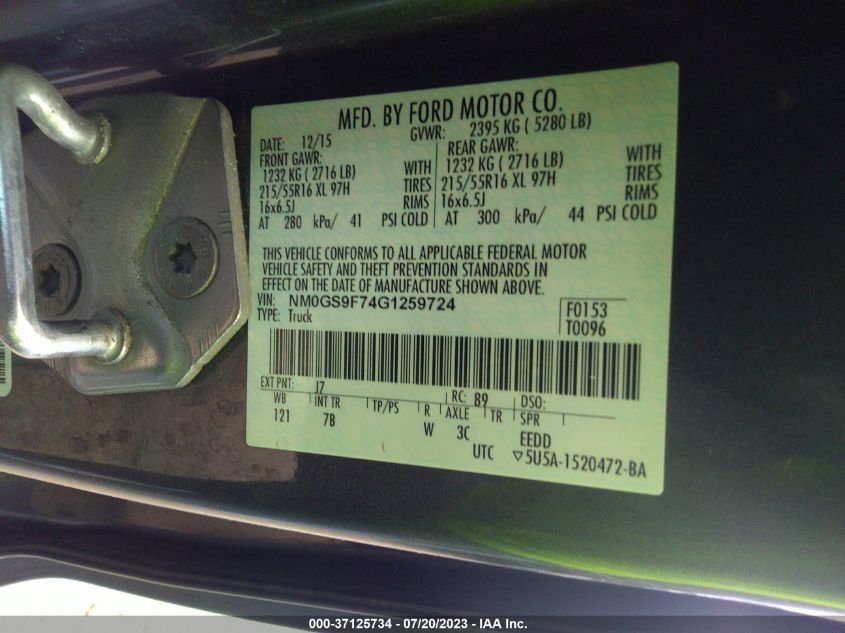 MFD. BY FORD MOTOR CO.
DATE: 12/15 GVWR: 2395 KG ( 5280 LB)
FRONT GAWR: REAR GAWR:
1232 KG ( 2716 LB) WITH 1232 KG ( 2716 LB) WITH
215/55R16 XL 97H TIRES 215/55R16 XL 97H TIRES
16x6.5J RIMS 16x6.5J RIMS
AT 280 kPa/ 41 PSI COLD AT 300 kPa/ 44 PSI COLD
THIS VEHICLE CONFORMS TO ALL APPLICABLE FEDERAL MOTOR
VEHICLE SAFETY AND THEFT PREVENTION STANDARDS IN
EFFECT ON THE DATE OF MANUFACTURE SHOWN ABOVE.
VIN: NM0GS9F74G1259724 F0153
TYPE: Truck T0096
EXT PNT: J7 RC: 89 DSO:
WB INT TR TP/PS R AXLE TR SPR
121 7B W 3C EEDD
UTC ▽5U5A-1520472-BA
000-37125734 / 07/20/2023 - IAA Inc.